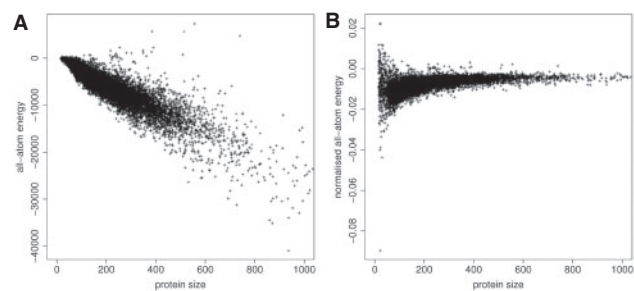 A
all−atom energy
0
−10000
−20000
−30000
−40000
0 200 400 600 800 1000
protein size
B
normalised all−atom energy
0.02
0.00
−0.02
−0.04
−0.06
−0.08
0 200 400 600 800 1000
protein size